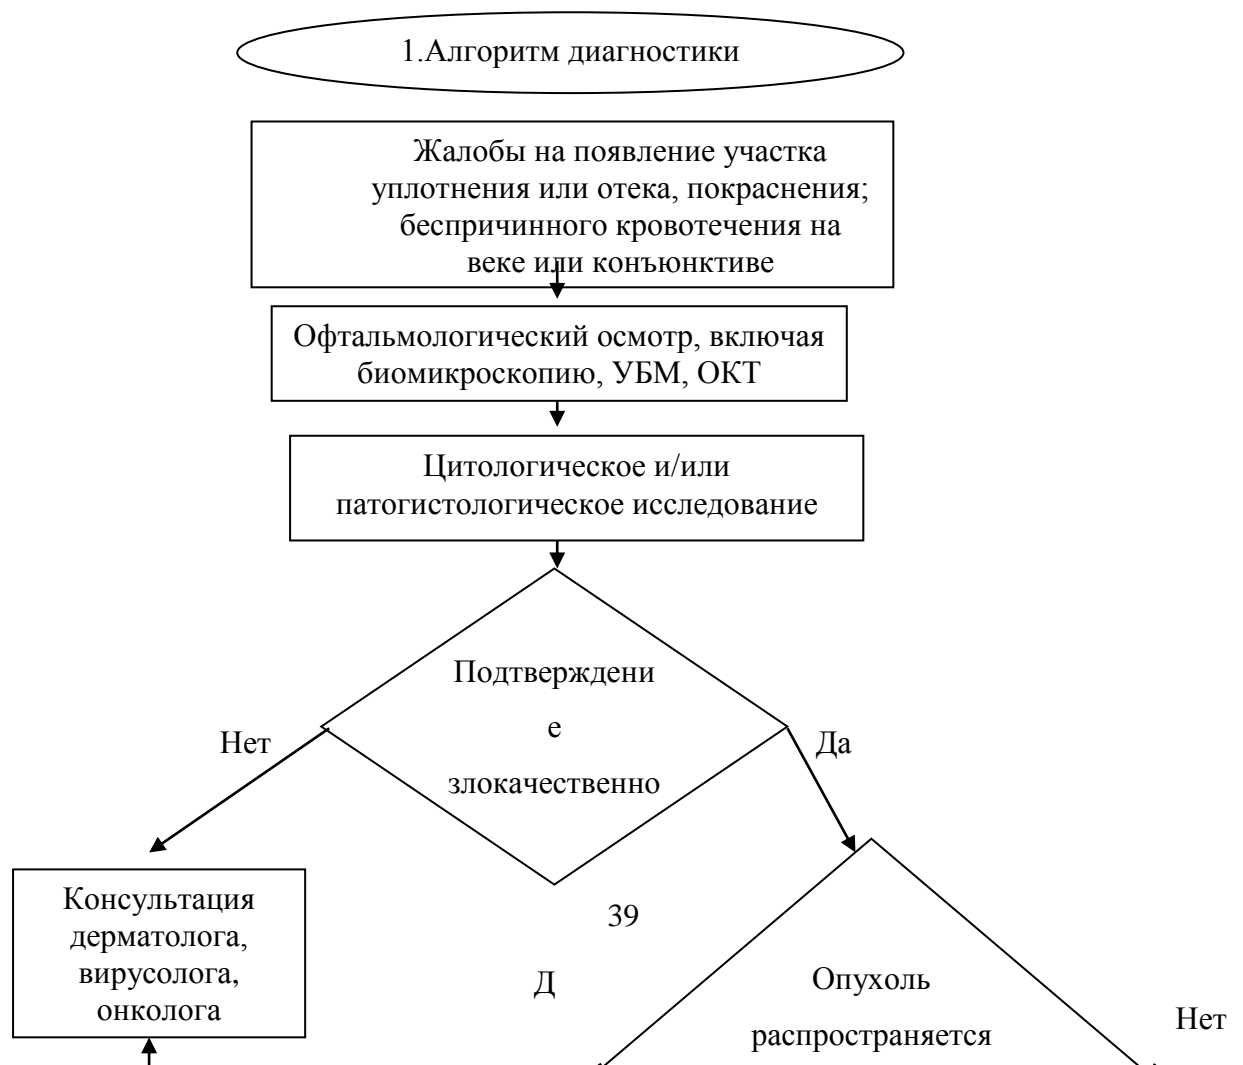 1.Алгоритм диагностики
Жалобы на появление участка
уплотнения или отека, покраснения;
беспричинного кровотечения на
веке или конъюнктиве
Офтальмологический осмотр, включая
биомикроскопию, УБМ, ОКТ
Цитологическое и/или
патогистологическое исследование
Подтверждени
е
злокачественно
Нет
Да
Консультация
дерматолога,
вирусолога,
онколога
39
Д
Опухоль
распространяется
Нет